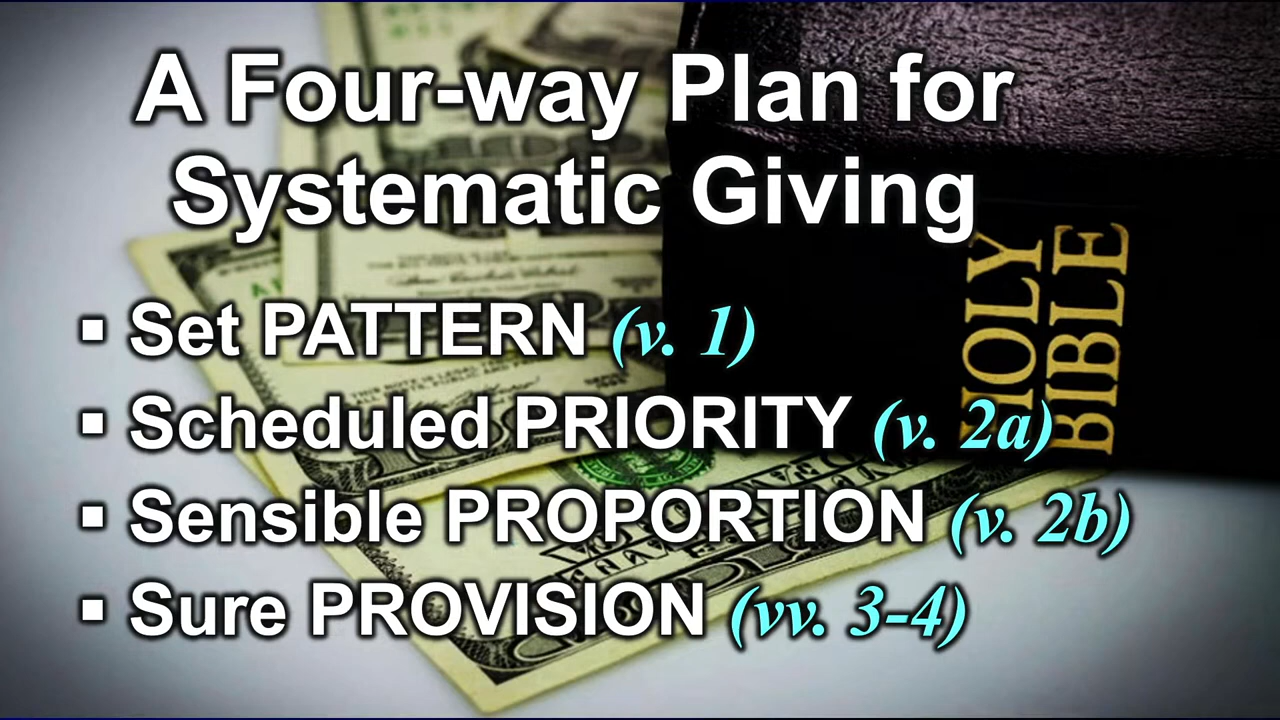 A Four-way Plan for
Systematic Giving
▪ Set PATTERN (v. 1)
▪ Scheduled PRIORITY (v. 2a)
▪ Sensible PROPORTION (v. 2b)
▪ Sure PROVISION (vv. 3-4)
HOLY
BIBLE